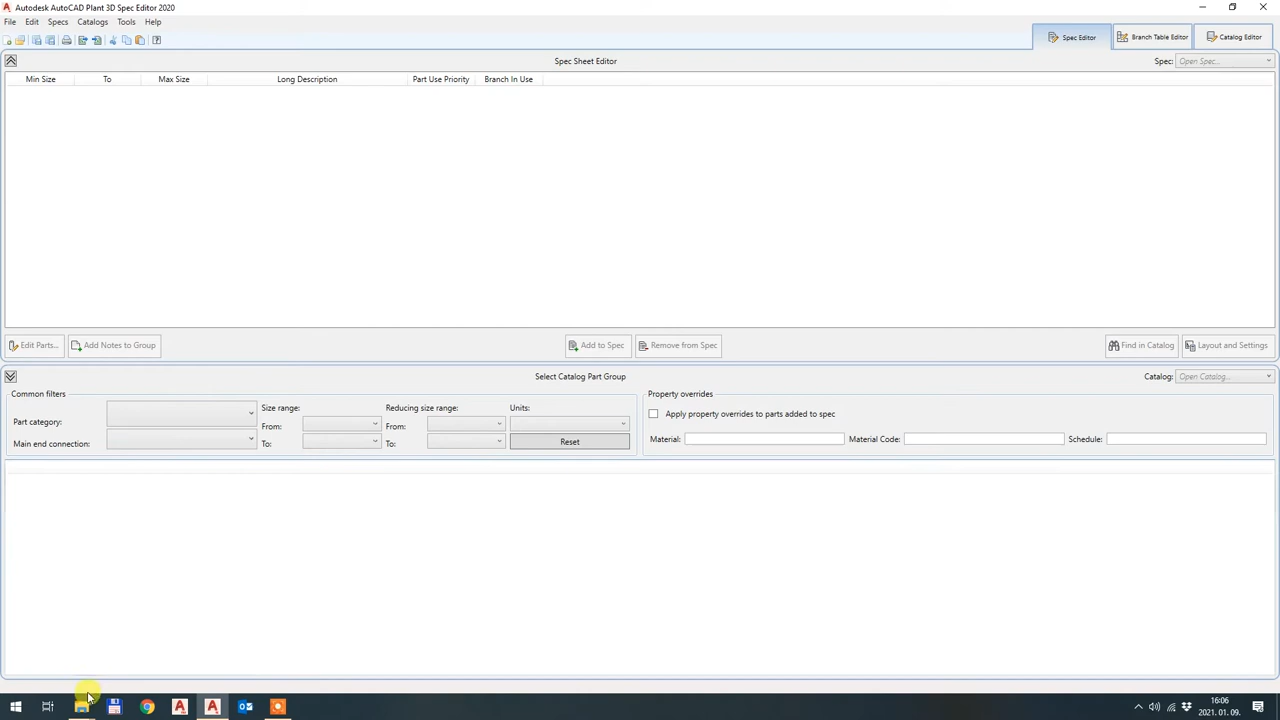 Autodesk AutoCAD Plant 3D Spec Editor 2020
File Edit Specs Catalogs Tools Help
Spec Editor Branch Table Editor Catalog Editor
Spec Sheet Editor Spec: Open Spec...
Min Size To Max Size Long Description Part Use Priority Branch In Use
Edit Parts... Add Notes to Group Add to Spec Remove from Spec Find in Catalog Layout and Settings
Select Catalog Part Group Catalog: Open Catalog...
Common filters Property overrides
Part category: Size range: Reducing size range: Units: Apply property overrides to parts added to spec
From: From:
Main end connection: To: To: Reset Material: Material Code: Schedule:
16:06
2021. 01. 09.